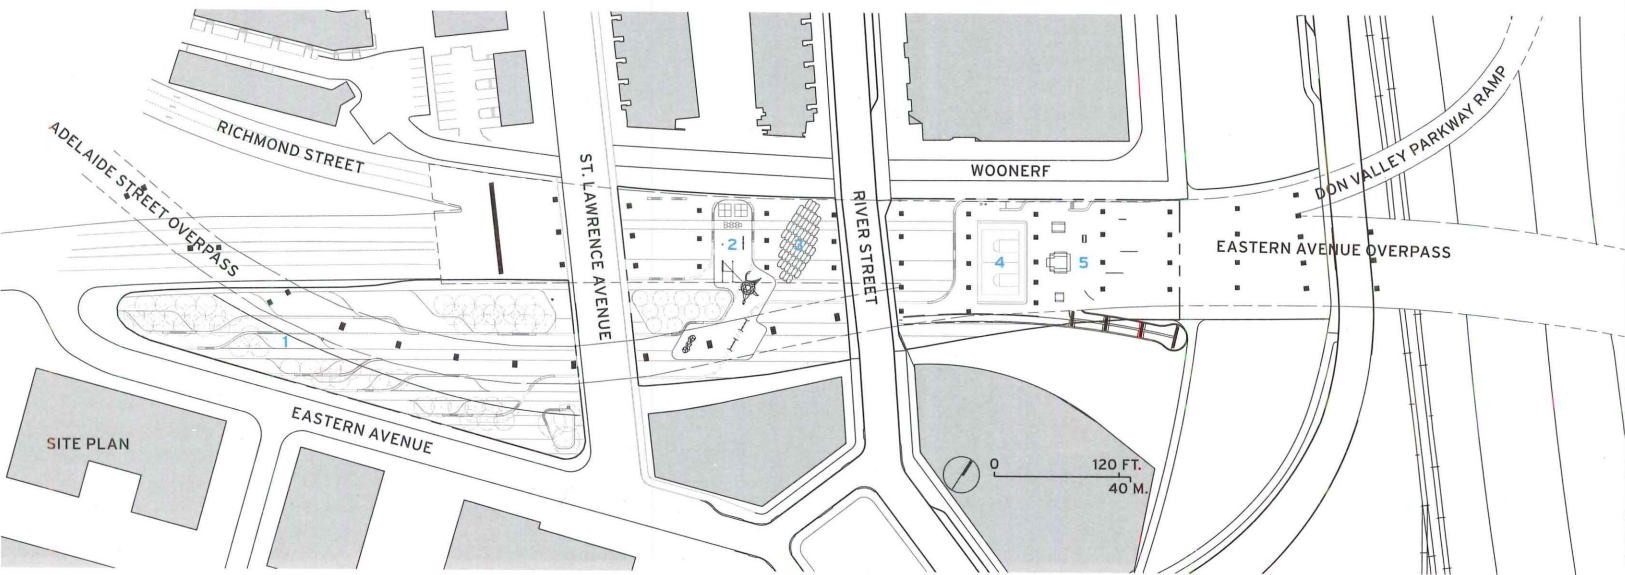 RICHMOND STREET
ADELAIDE STREET OVERPASS
ST. LAWRENCE AVENUE
RIVER STREET
WOONERF
DON VALLEY PARKWAY RAMP
EASTERN AVENUE OVERPASS
1
2
3
4
5
EASTERN AVENUE
SITE PLAN
0 120 FT.
40 M.